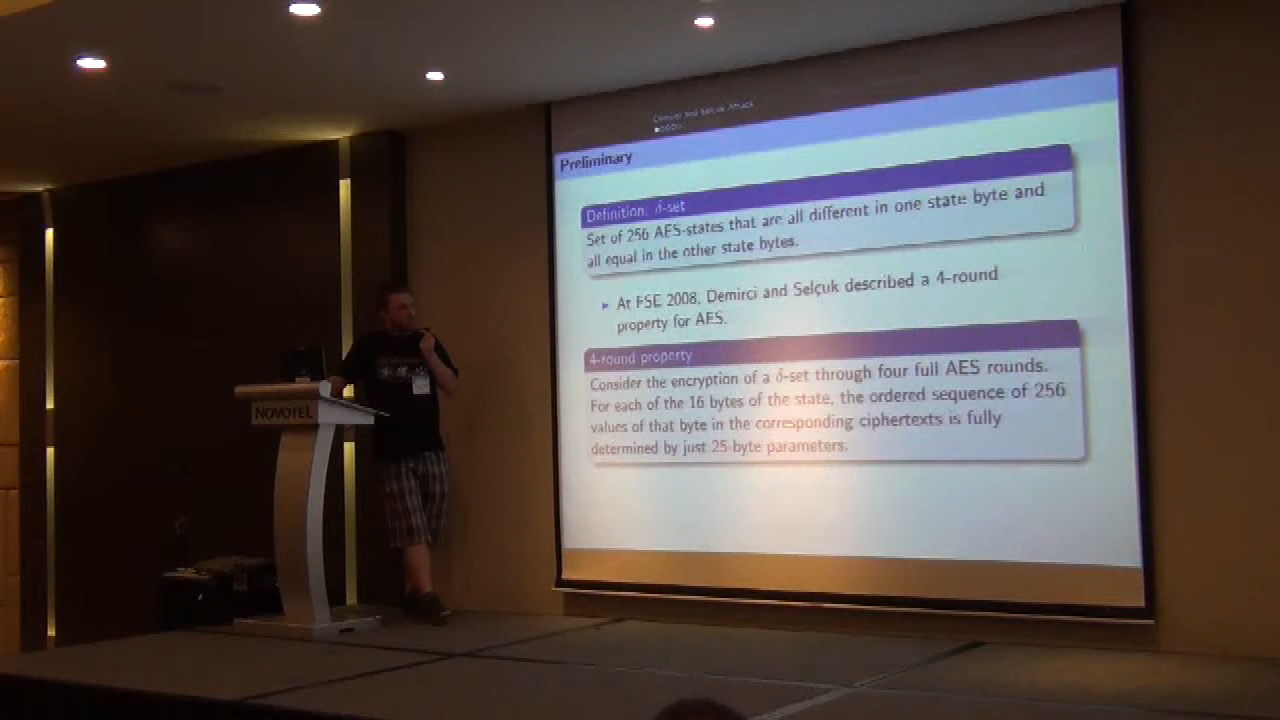 Demirci and Selçuk Attack
Preliminary
Definition: δ-set
Set of 256 AES-states that are all different in one state byte and
all equal in the other state bytes.
At FSE 2008, Demirci and Selçuk described a 4-round
property for AES.
4-round property
Consider the encryption of a δ-set through four full AES rounds.
For each of the 16 bytes of the state, the ordered sequence of 256
values of that byte in the corresponding ciphertexts is fully
determined by just 25 byte parameters.
NOVOTEL